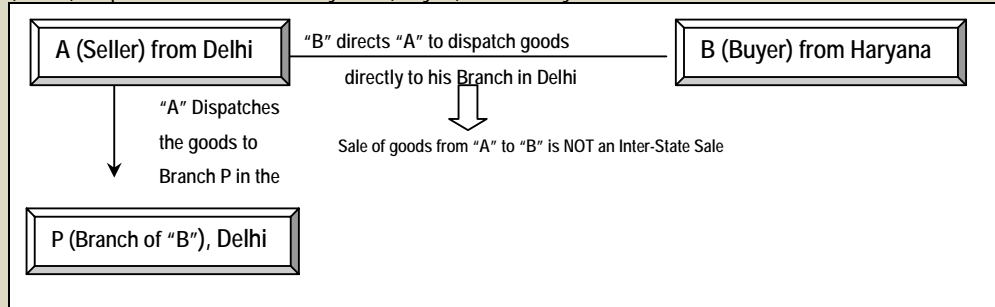 A (Seller) from Delhi
"B" directs "A" to dispatch goods
directly to his Branch in Delhi
B (Buyer) from Haryana
"A" Dispatches
the goods to
Branch P in the
Sale of goods from "A" to "B" is NOT an Inter-State Sale
P (Branch of "B"), Delhi